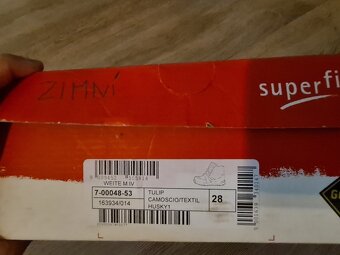 ZIMNÍ
superfi
WEITE M.IV
7-00048-53
163934/014
TULIP
CAMOSCIO/TEXTIL
HUSKY1
28
G